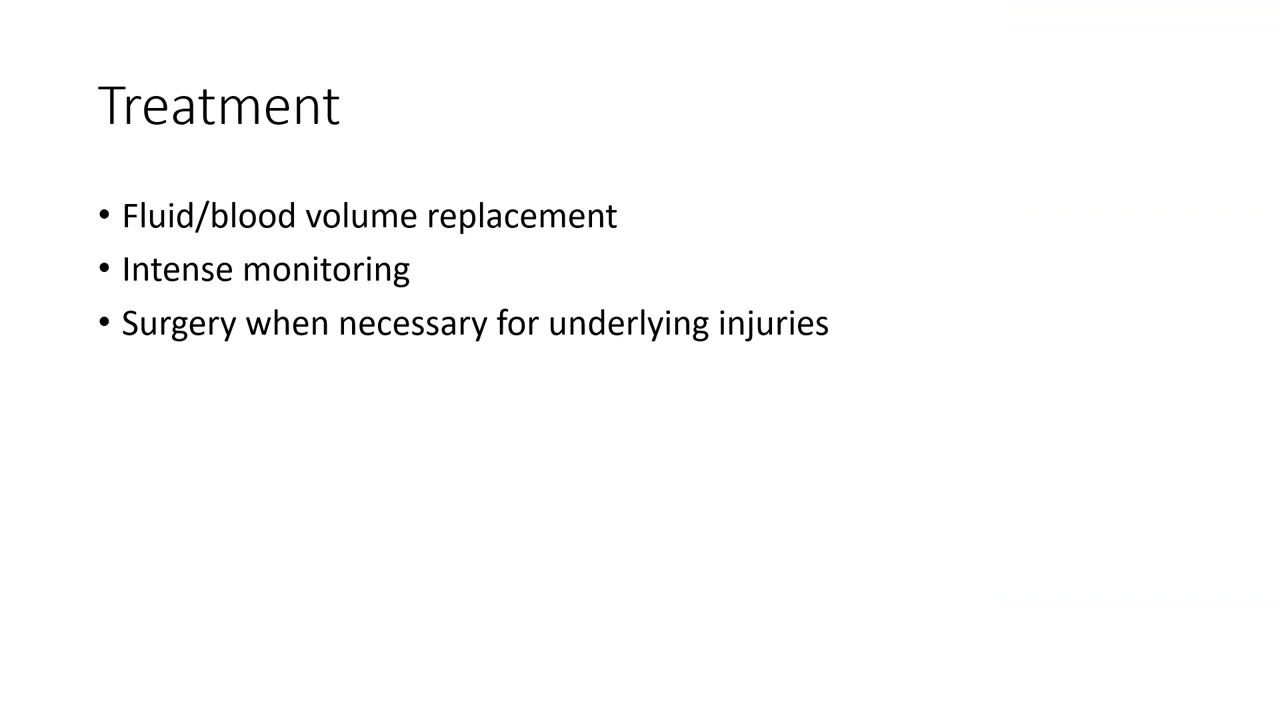 Treatment
• Fluid/blood volume replacement
• Intense monitoring
• Surgery when necessary for underlying injuries